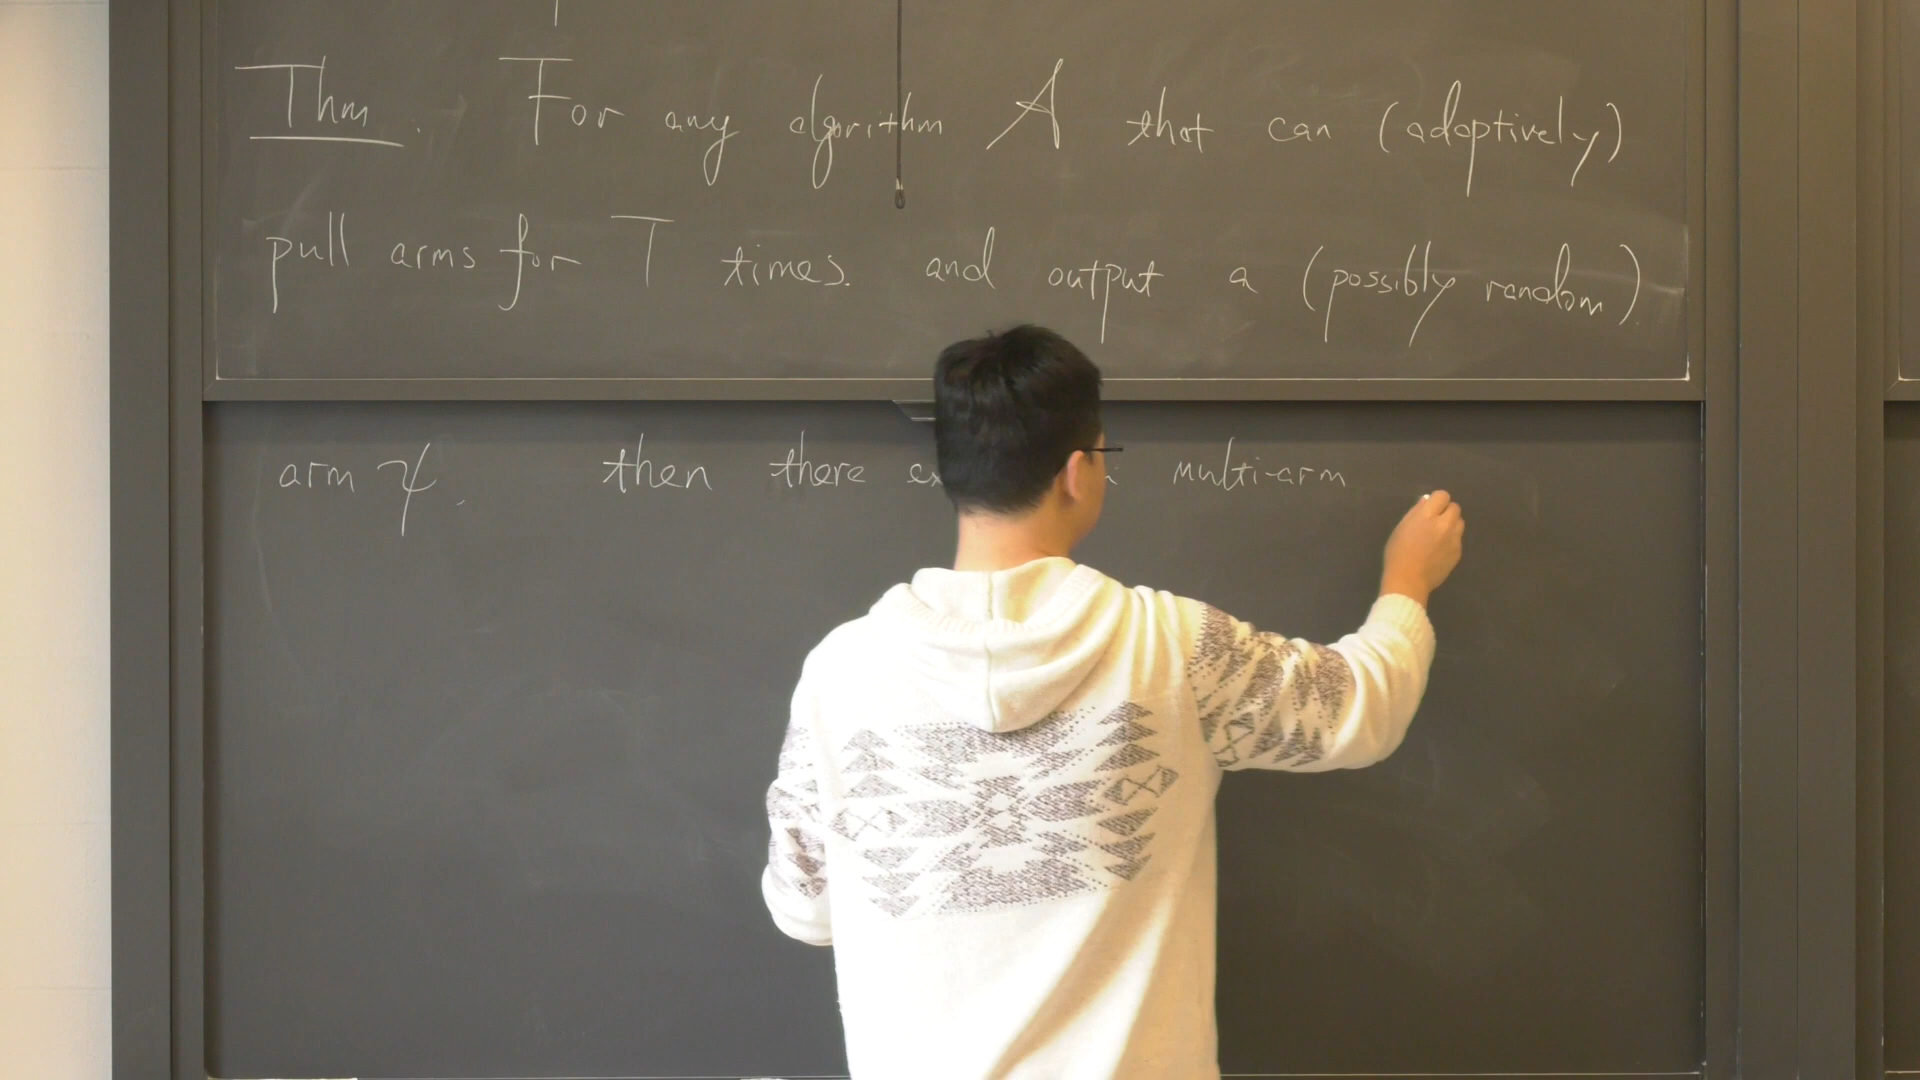 Thm. For any algorithm A that can (adaptively)
pull arms for T times. and output a (possibly random)
arm ψ. then there multi-arm